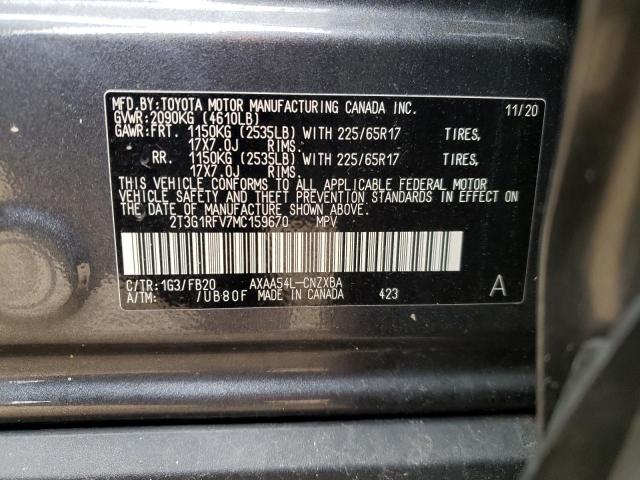 MFD.BY:TOYOTA MOTOR MANUFACTURING CANADA INC. 11/20
GVWR:2090KG (4610LB)
GAWR:FRT. 1150KG (2535LB) WITH 225/65R17 TIRES,
17X7.0J RIMS.
RR. 1150KG (2535LB) WITH 225/65R17 TIRES,
17X7.0J RIMS.
THIS VEHICLE CONFORMS TO ALL APPLICABLE FEDERAL MOTOR
VEHICLE SAFETY AND THEFT PREVENTION STANDARDS IN EFFECT ON
THE DATE OF MANUFACTURE SHOWN ABOVE.
2T3G1RFV7MC159670 MPV
C/TR:1G3/FB20 AXAA54L-CNZXBA
A/TM: /UB80F MADE IN CANADA 423 A